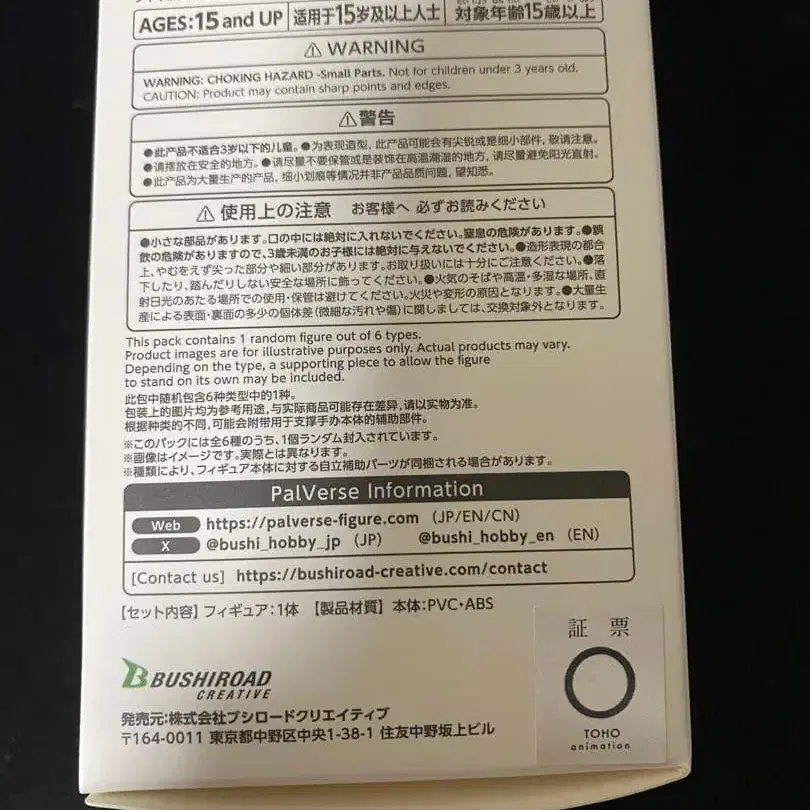 AGES:15 and UP 适用于15岁及以上人士 対象年齢15歳以上
⚠ WARNING
WARNING: CHOKING HAZARD -Small Parts. Not for children under 3 years old.
CAUTION: Product may contain sharp points and edges.
⚠警告
●此产品不适合3岁以下的儿童。●为表现造型，此产品可能会有尖锐或是细小部件，敬请注意。
●请摆放在安全的地方。●请尽量不要保管或是装饰在高温潮湿的地方，请尽量避免阳光直射。
●此产品为大量生产的产品，细小划痕等情况并非产品品质问题，望知悉。
⚠ 使用上の注意 お客様へ 必ずお読みください
●小さな部品があります。口の中には絶対に入れないでください。窒息の危険があります。●誤
飲の危険がありますので、3歳未満のお子様には絶対に与えないでください。●造形表現の都合
上、やむをえず尖った部分や細い部分があります。お取り扱いには十分にご注意ください。●落
下したり、踏んだりしない安全な場所に飾ってください。●火気のそばや高温・多湿な場所、直
射日光のあたる場所での使用・保管は避けてください。火災や変形の原因となります。●大量生
産による表面・裏面の多少の個体差(微細な汚れや傷)に関しましては、交換対象外となります。
This pack contains 1 random figure out of 6 types.
Product images are for illustrative purposes only. Actual products may vary.
Depending on the type, a supporting piece to allow the figure
to stand on its own may be included.
此包中随机包含6种类型中的1种。
包装上的图片均为参考用途，与实际商品可能存在差异，请以实物为准。
根据种类的不同，可能会附带用于支撑手办本体的辅助部件。
※このパックには全6種のうち、1個ランダム封入されています。
※画像はイメージです。実際とは異なります。
※種類により、フィギュア本体に対する自立補助パーツが同梱される場合があります。
PalVerse Information
Web https://palverse-figure.com (JP/EN/CN)
X @bushi_hobby_jp (JP) @bushi_hobby_en (EN)
[Contact us] https://bushiroad-creative.com/contact
【セット内容】フィギュア:1体 【製品材質】本体:PVC・ABS
BUSHIROAD
CREATIVE
発売元:株式会社ブシロードクリエイティブ
〒164-0011 東京都中野区中央1-38-1 住友中野坂上ビル
証 票
TOHO
animation